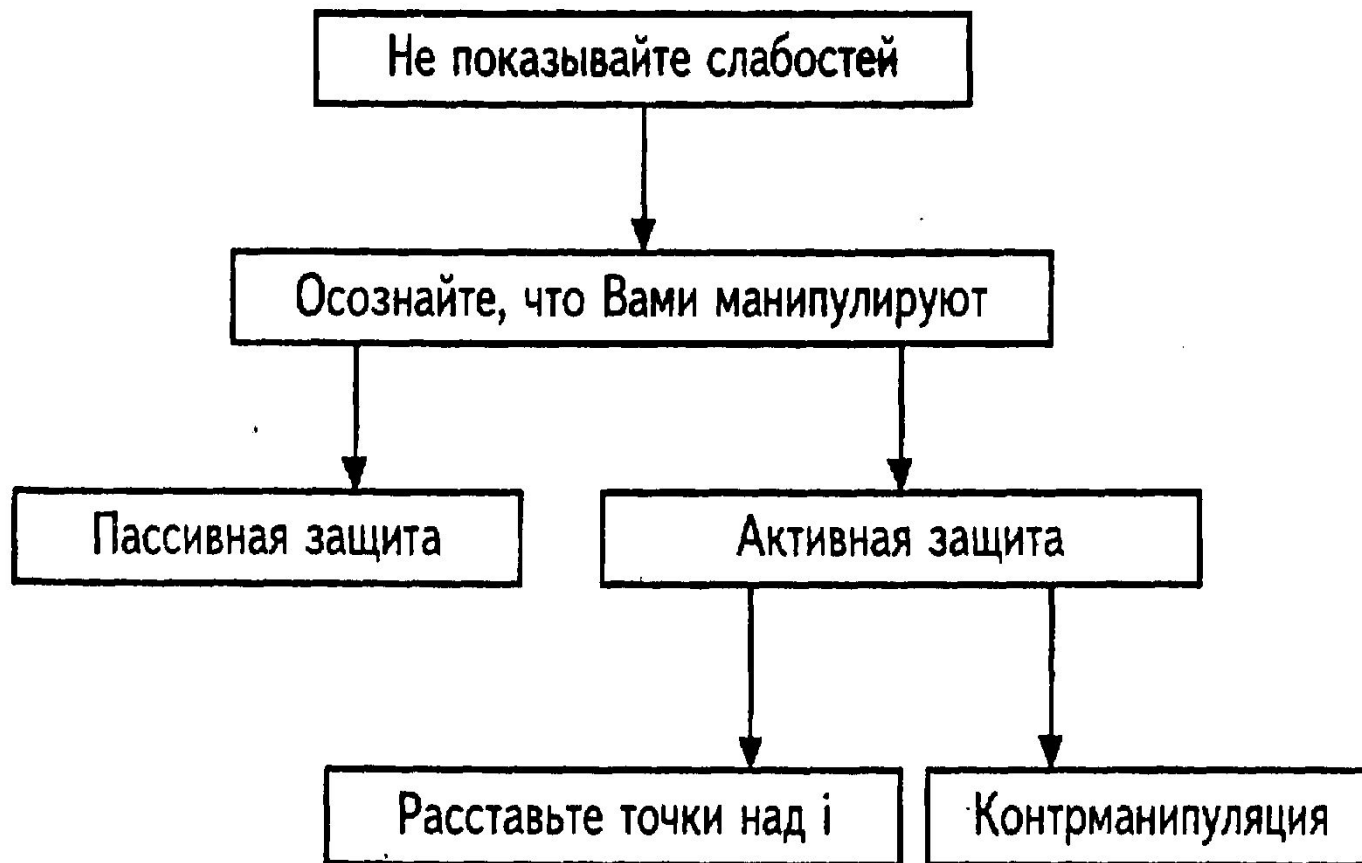 Не показывайте слабостей
Осознайте, что Вами манипулируют
Пассивная защита
Активная защита
Расставьте точки над i
Контрманипуляция